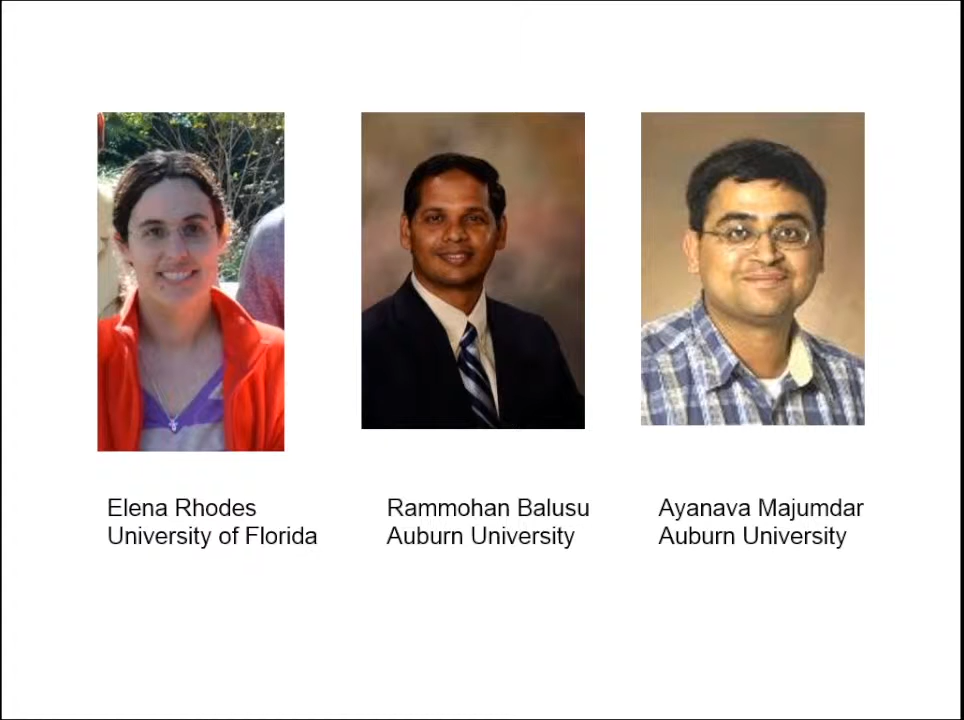 Elena Rhodes
University of Florida
Rammohan Balusu
Auburn University
Ayanava Majumdar
Auburn University